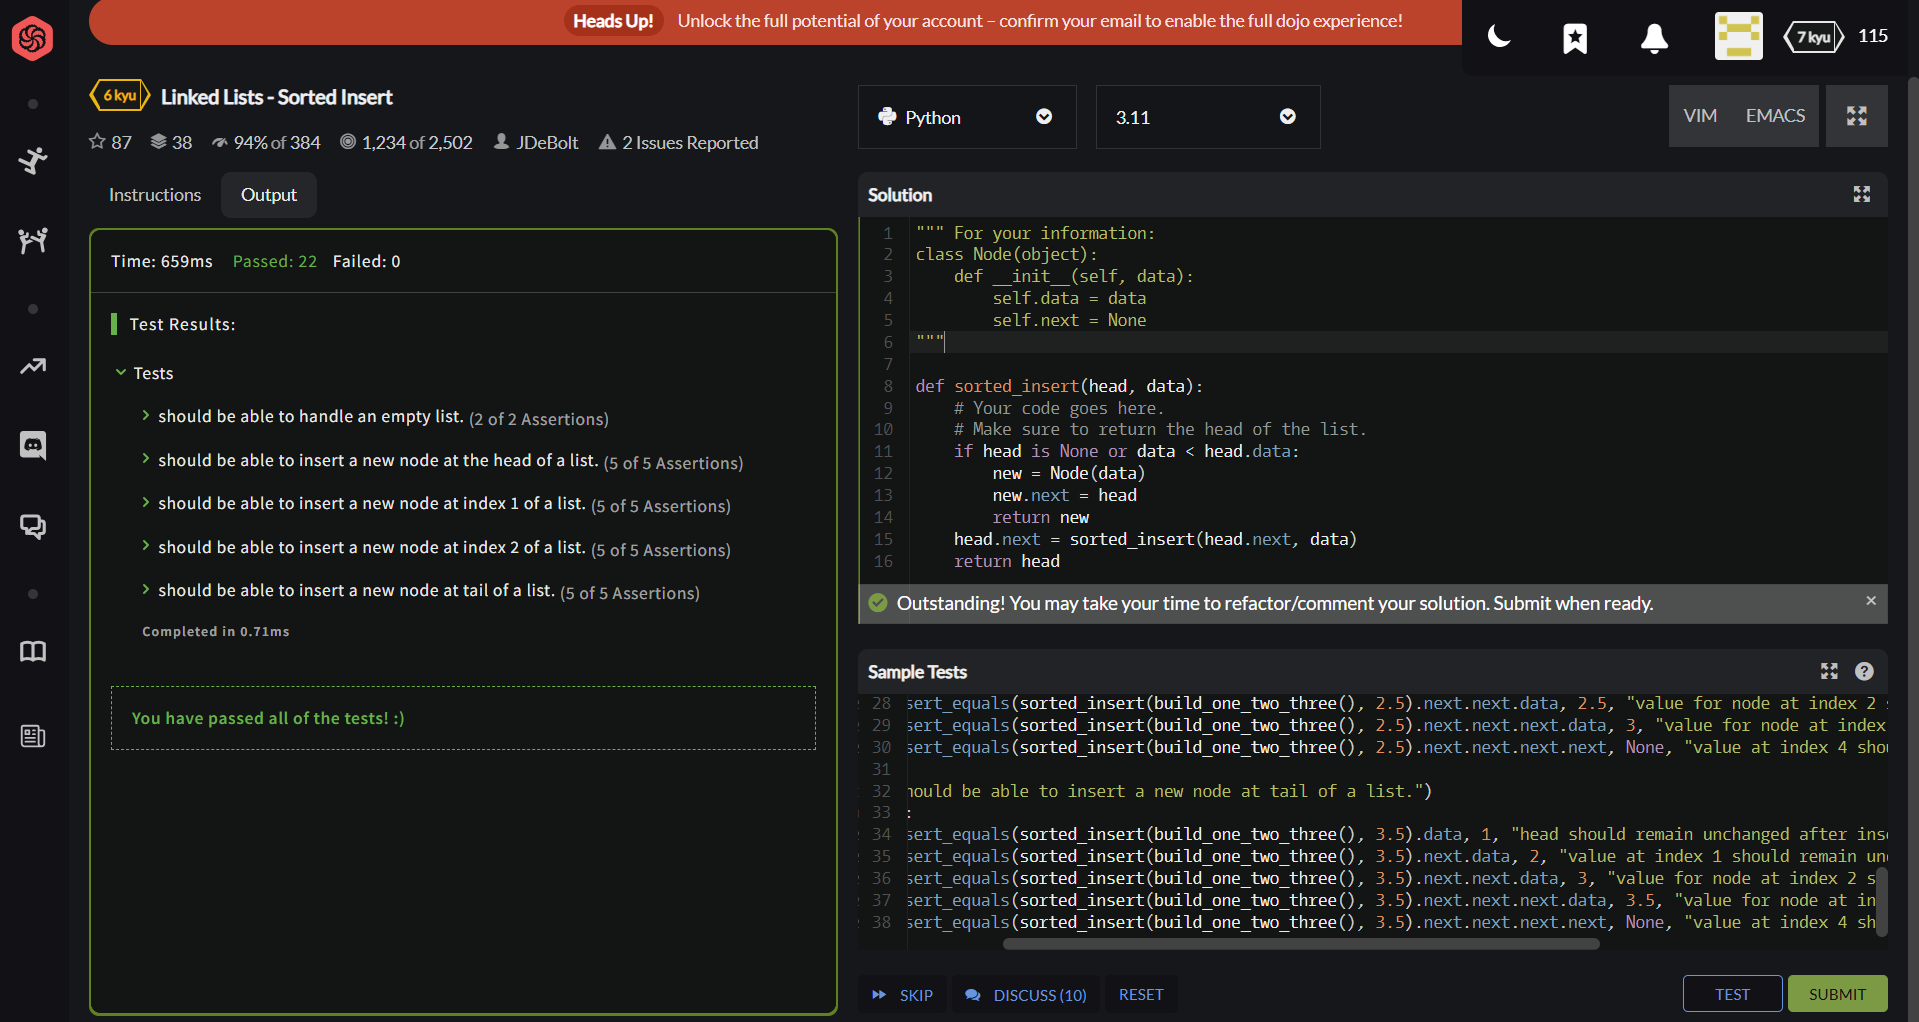 Heads Up! Unlock the full potential of your account – confirm your email to enable the full dojo experience!
7 kyu 115
6 kyu Linked Lists - Sorted Insert
87 38 94% of 384 1,234 of 2,502 JDeBolt 2 Issues Reported
Instructions Output
Time: 659ms Passed: 22 Failed: 0
Test Results:
Tests
should be able to handle an empty list. (2 of 2 Assertions)
should be able to insert a new node at the head of a list. (5 of 5 Assertions)
should be able to insert a new node at index 1 of a list. (5 of 5 Assertions)
should be able to insert a new node at index 2 of a list. (5 of 5 Assertions)
should be able to insert a new node at tail of a list. (5 of 5 Assertions)
Completed in 0.71ms
You have passed all of the tests! :)
Python 3.11 VIM EMACS
Solution
1 """ For your information:
2 class Node(object):
3     def __init__(self, data):
4         self.data = data
5         self.next = None
6 """
7
8 def sorted_insert(head, data):
9     # Your code goes here.
10     # Make sure to return the head of the list.
11     if head is None or data < head.data:
12         new = Node(data)
13         new.next = head
14         return new
15     head.next = sorted_insert(head.next, data)
16     return head
Outstanding! You may take your time to refactor/comment your solution. Submit when ready.
Sample Tests
28 sert_equals(sorted_insert(build_one_two_three(), 2.5).next.next.data, 2.5, "value for node at index 2 s
29 sert_equals(sorted_insert(build_one_two_three(), 2.5).next.next.next.data, 3, "value for node at index
30 sert_equals(sorted_insert(build_one_two_three(), 2.5).next.next.next.next, None, "value at index 4 shou
31
32 hould be able to insert a new node at tail of a list.")
33 :
34 sert_equals(sorted_insert(build_one_two_three(), 3.5).data, 1, "head should remain unchanged after inse
35 sert_equals(sorted_insert(build_one_two_three(), 3.5).next.data, 2, "value at index 1 should remain un
36 sert_equals(sorted_insert(build_one_two_three(), 3.5).next.next.data, 3, "value for node at index 2 s
37 sert_equals(sorted_insert(build_one_two_three(), 3.5).next.next.next.data, 3.5, "value for node at in
38 sert_equals(sorted_insert(build_one_two_three(), 3.5).next.next.next.next, None, "value at index 4 sh
SKIP DISCUSS (10) RESET TEST SUBMIT